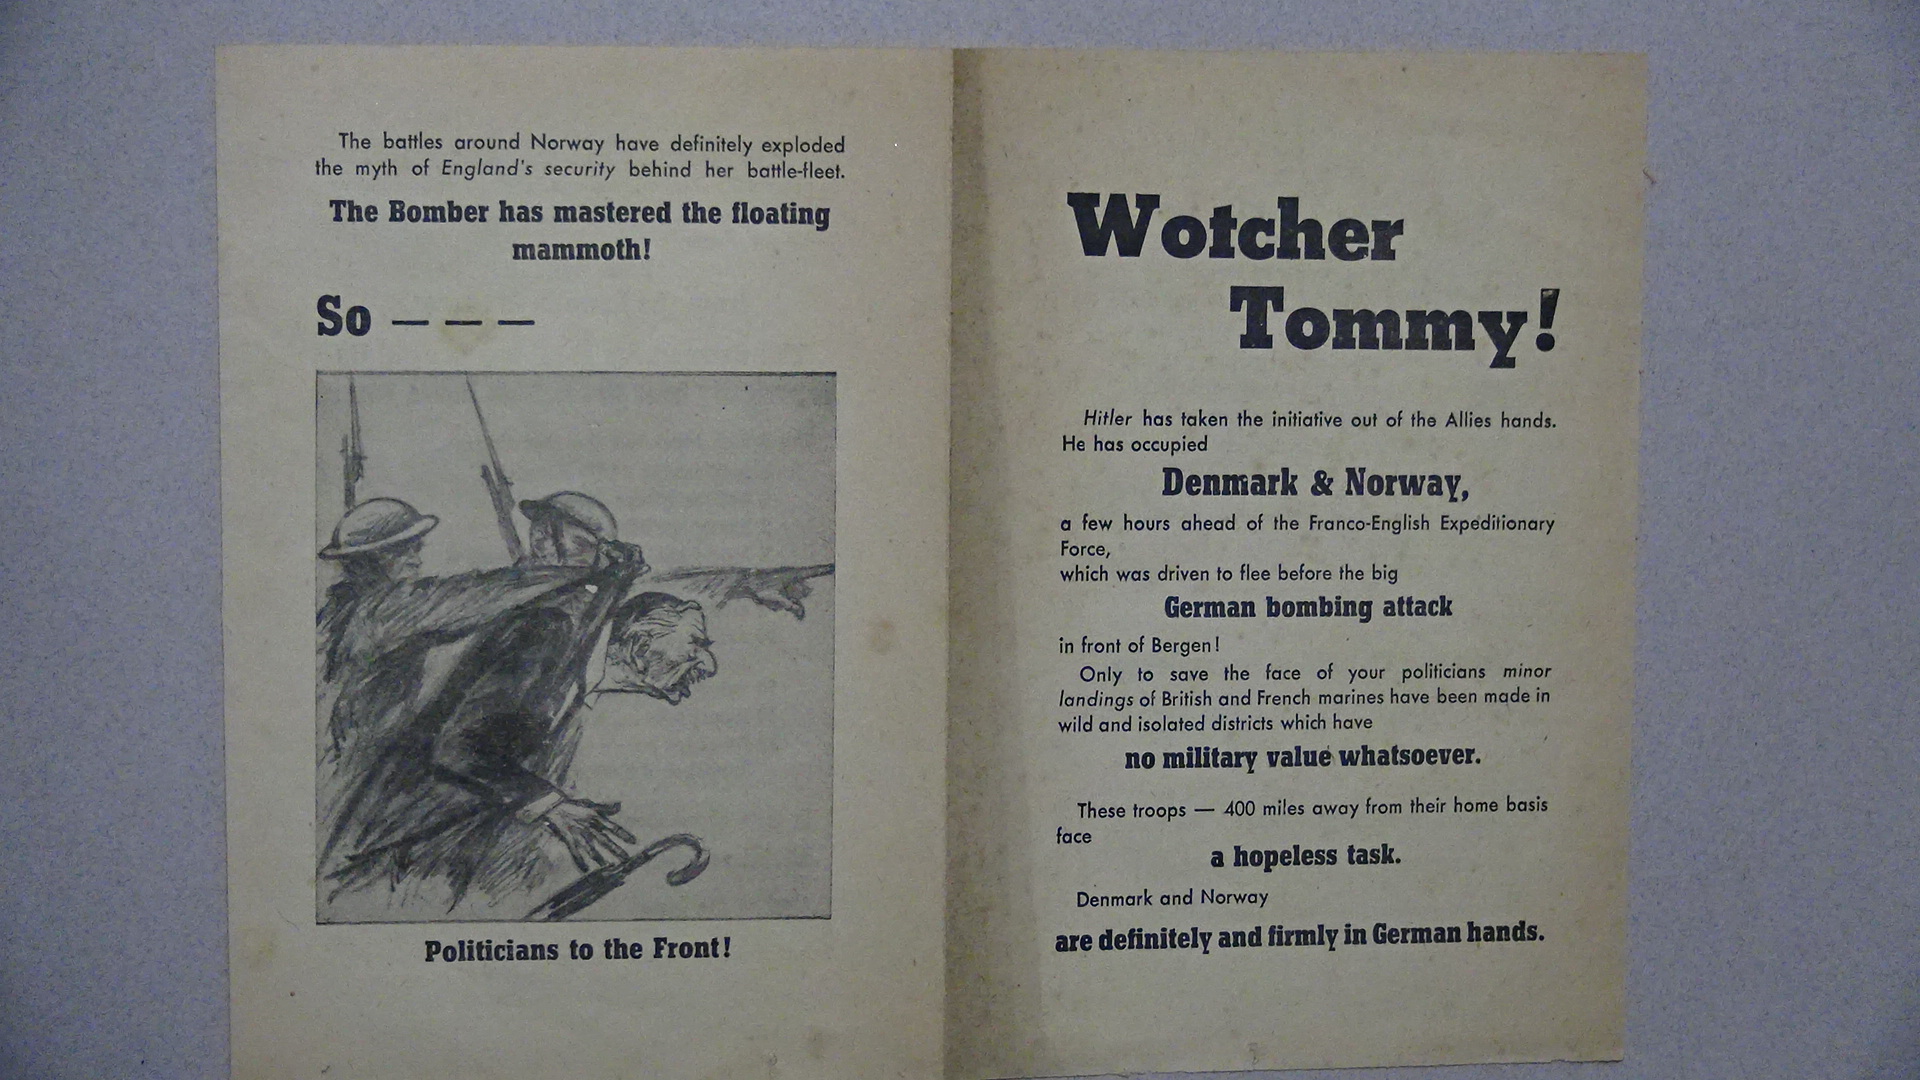 The battles around Norway have definitely exploded
the myth of England's security behind her battle-fleet.
The Bomber has mastered the floating
mammoth!
So — — —
Politicians to the Front!
Wotcher
Tommy!
Hitler has taken the initiative out of the Allies hands.
He has occupied
Denmark & Norway,
a few hours ahead of the Franco-English Expeditionary
Force,
which was driven to flee before the big
German bombing attack
in front of Bergen!
Only to save the face of your politicians minor
landings of British and French marines have been made in
wild and isolated districts which have
no military value whatsoever.
These troops — 400 miles away from their home basis
face
a hopeless task.
Denmark and Norway
are definitely and firmly in German hands.